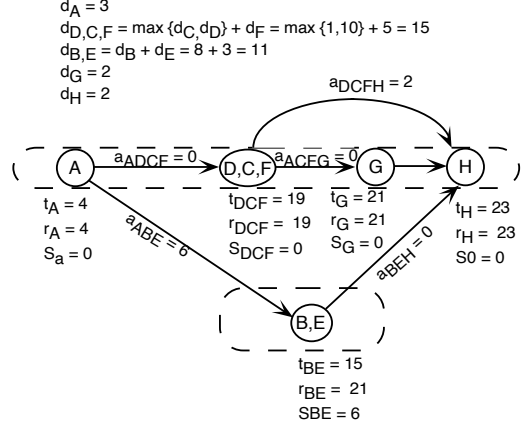 dA = 3
dD,C,F = max {dC,dD} + dF = max {1,10} + 5 = 15
dB,E = dB + dE = 8 + 3 = 11
dG = 2
dH = 2
aDCFH = 2
aADCF = 0
aACFG = 0
A
D,C,F
G
H
tA = 4
rA = 4
Sa = 0
tDCF = 19
rDCF = 19
SDCF = 0
tG = 21
rG = 21
SG = 0
tH = 23
rH = 23
S0 = 0
aABE = 6
aBEH = 0
B,E
tBE = 15
rBE = 21
SBE = 6